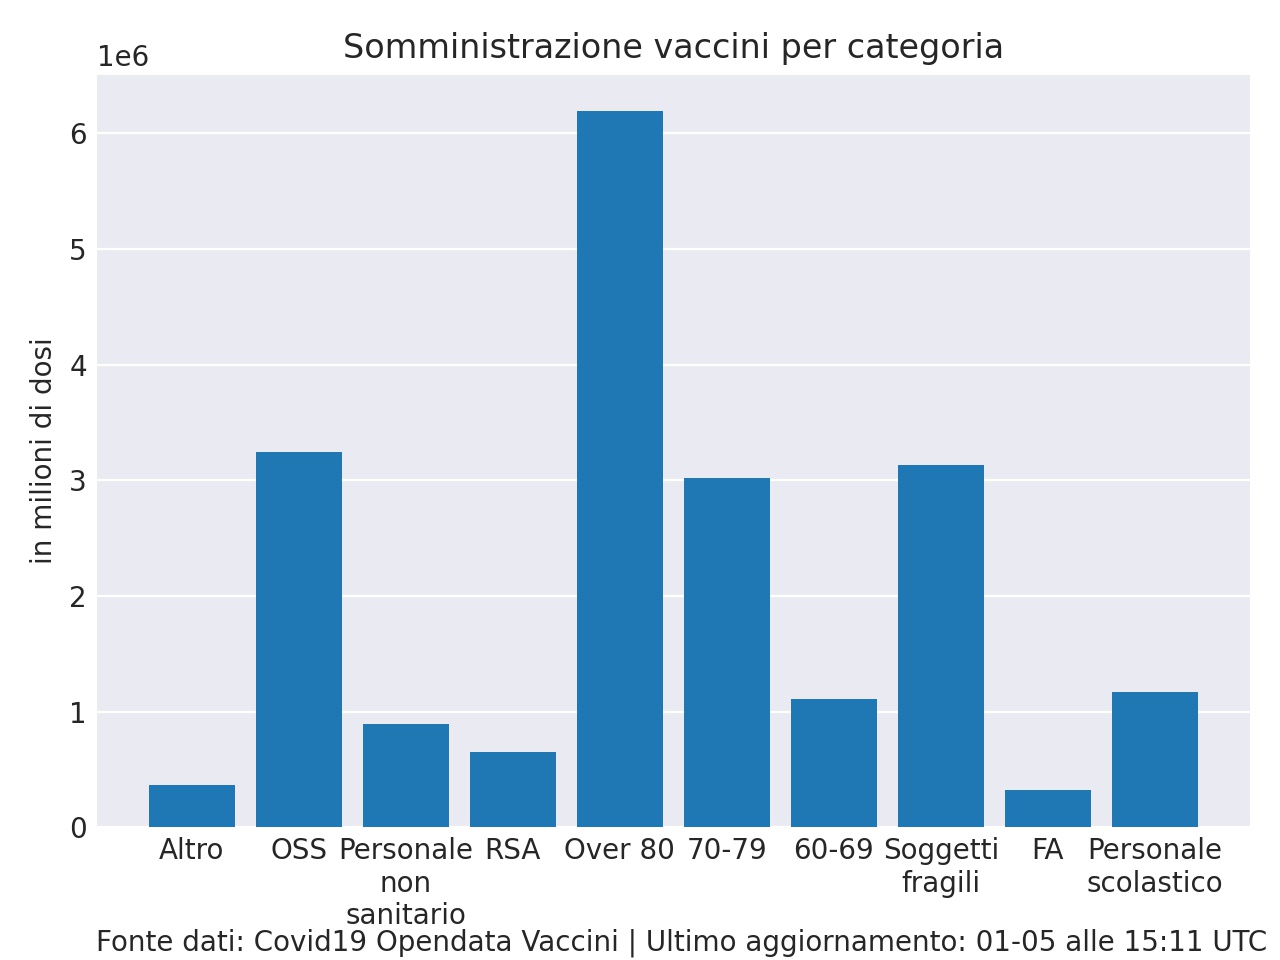 Somministrazione vaccini per categoria
1e6
6
5
4
3
2
1
0
in milioni di dosi
Altro
OSS
Personale
non
sanitario
RSA
Over 80
70-79
60-69
Soggetti
fragili
FA
Personale
scolastico
Fonte dati: Covid19 Opendata Vaccini | Ultimo aggiornamento: 01-05 alle 15:11 UTC